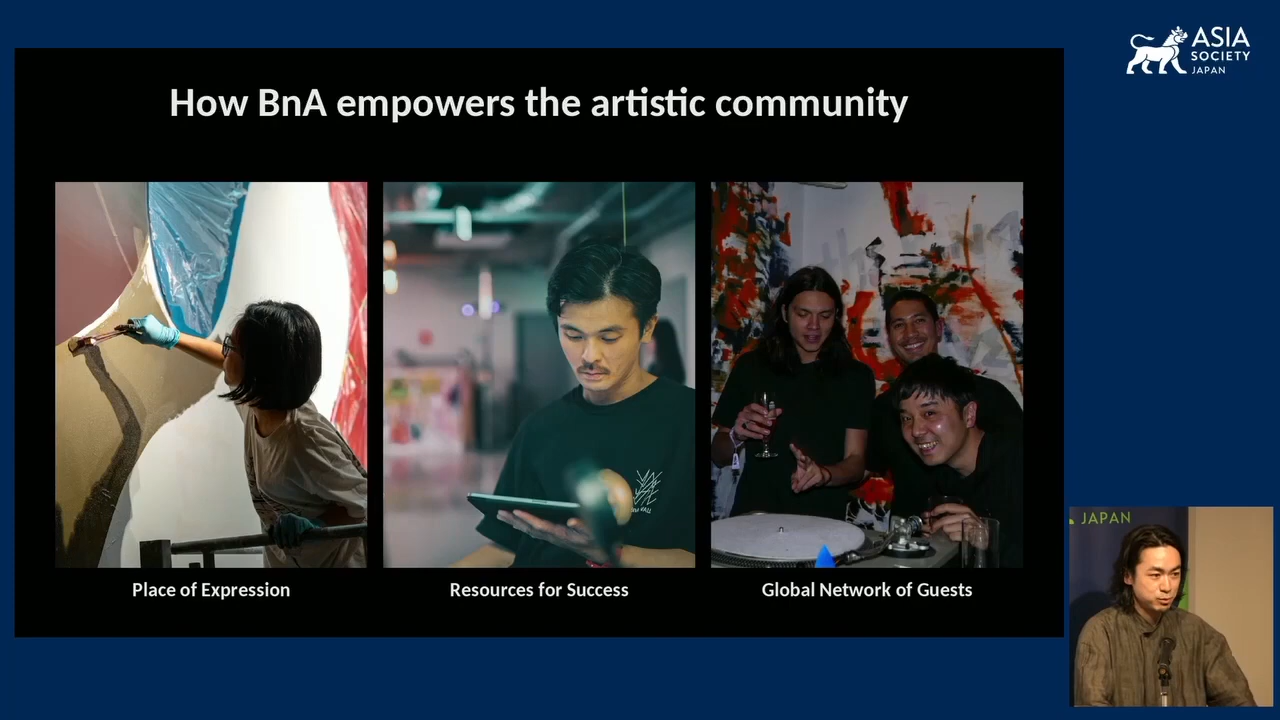 ASIA
SOCIETY
JAPAN
How BnA empowers the artistic community
Place of Expression
Resources for Success
Global Network of Guests
JAPAN